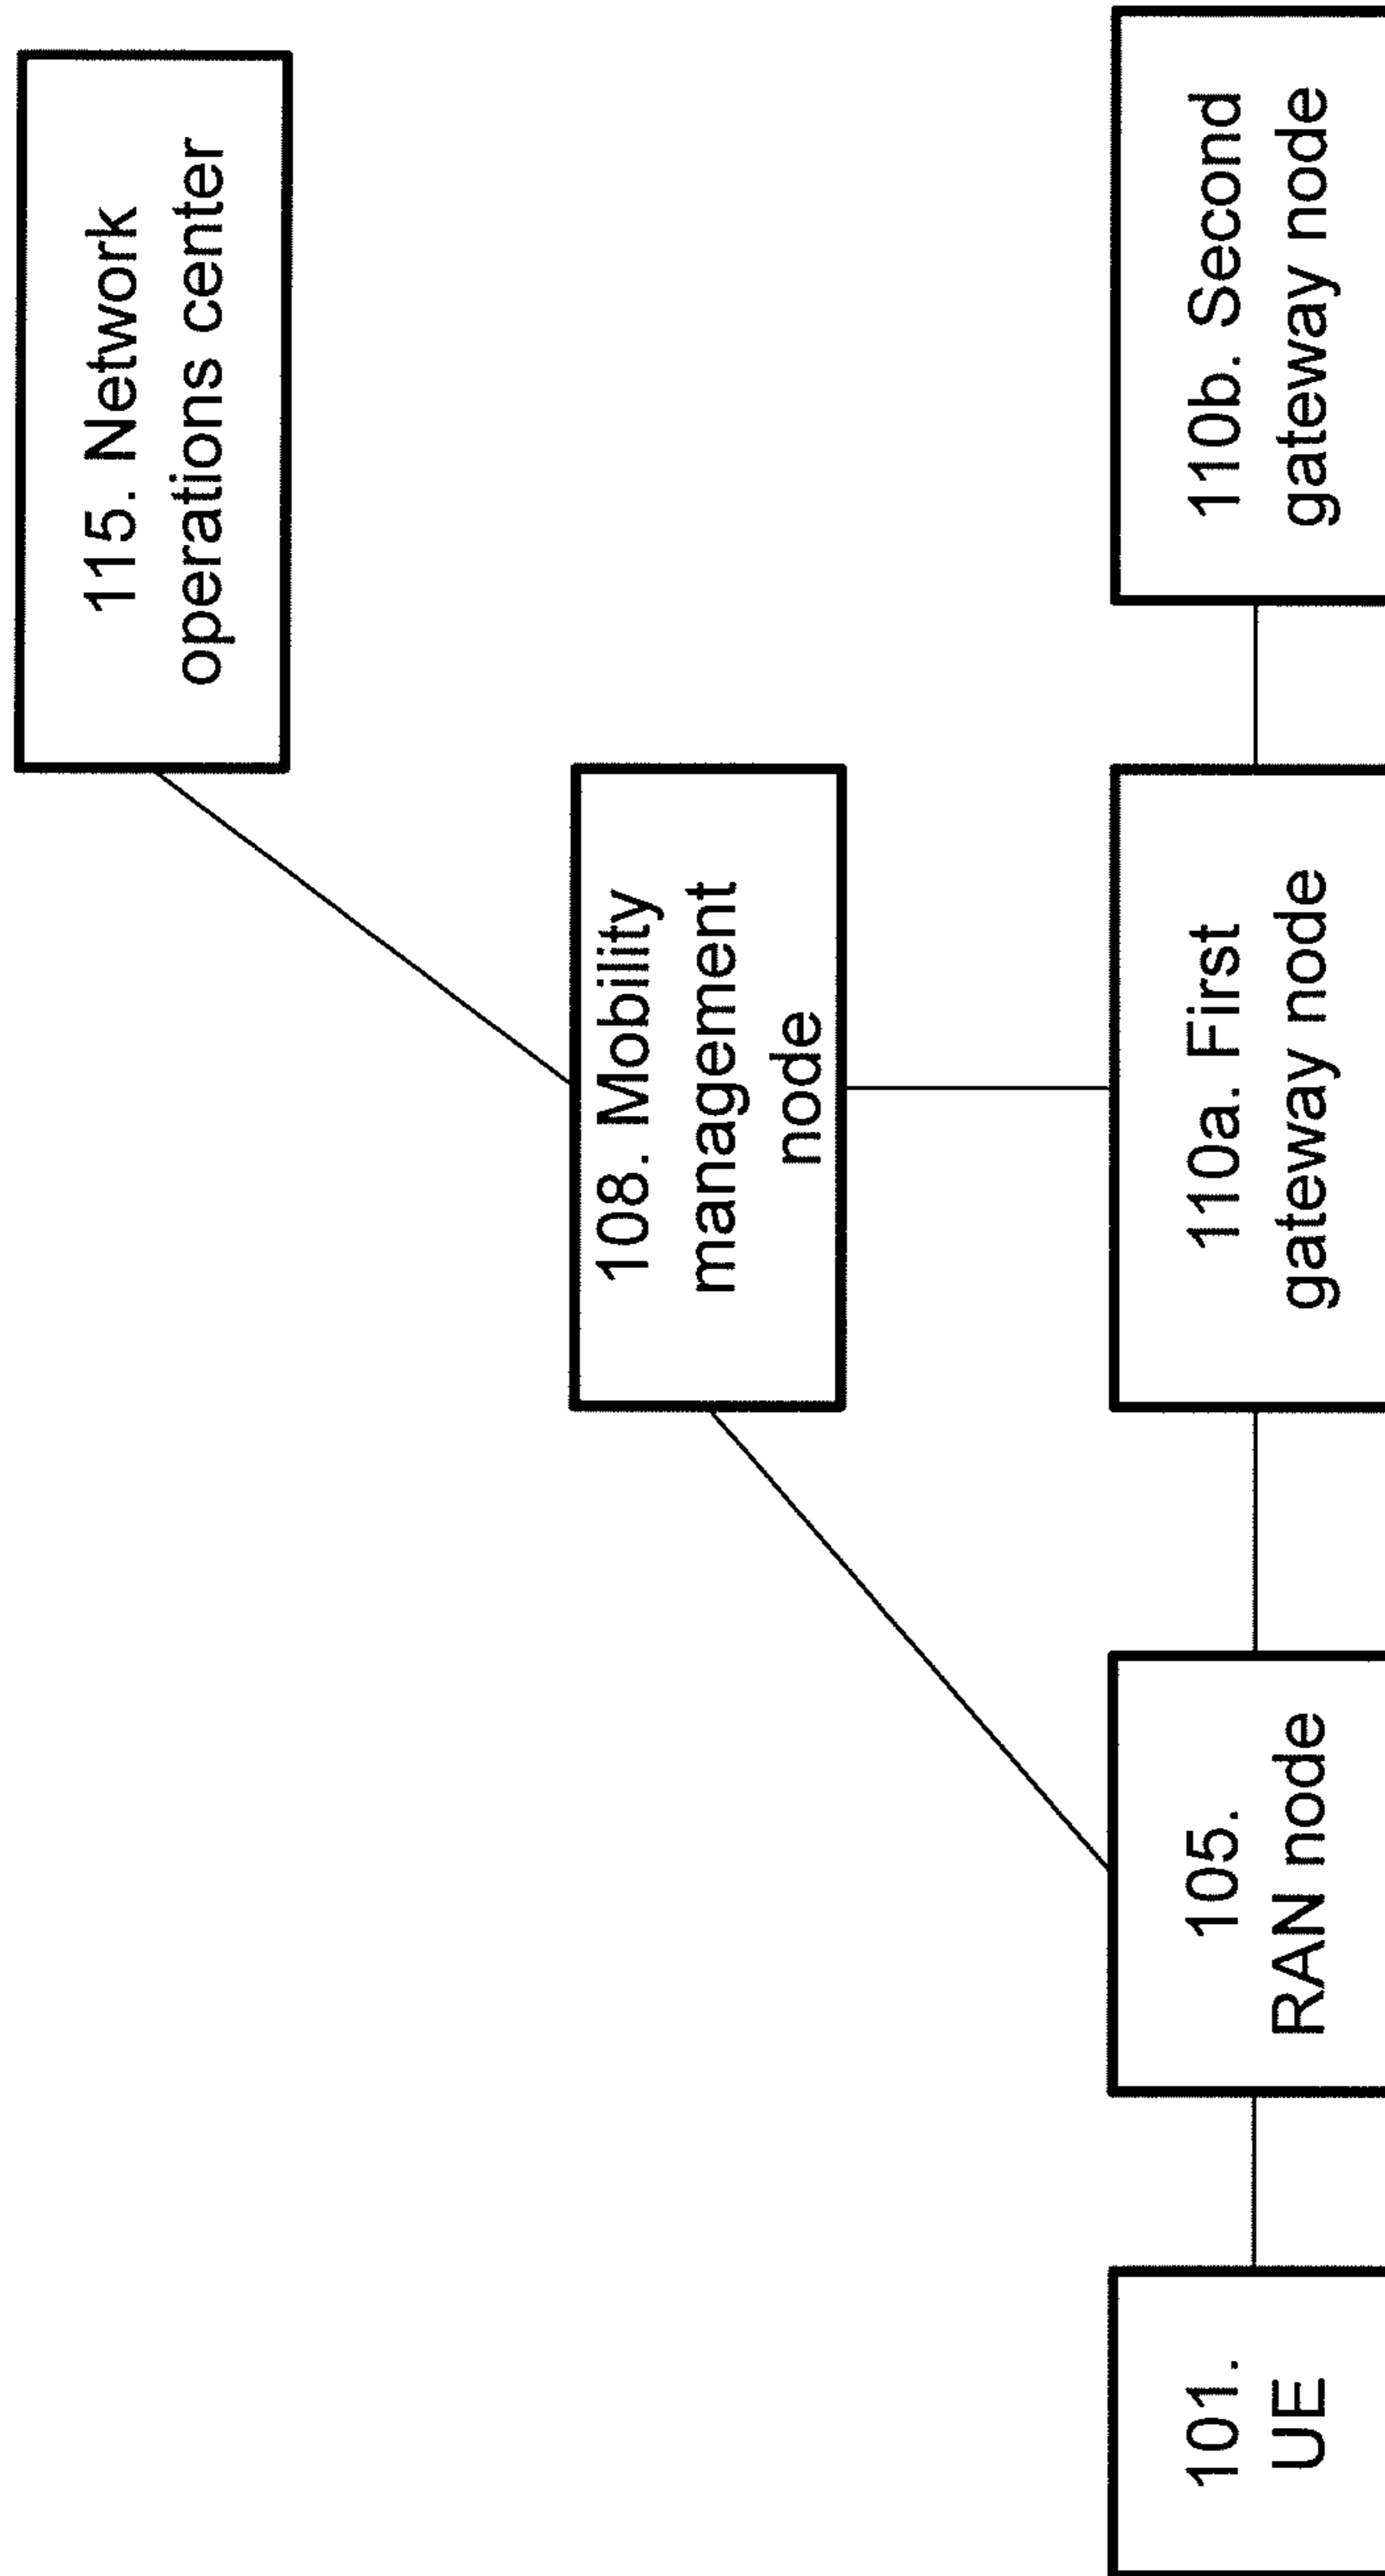 115. Network
operations center
108. Mobility
management
node
101.
UE
105.
RAN node
110a. First
gateway node
110b. Second
gateway node